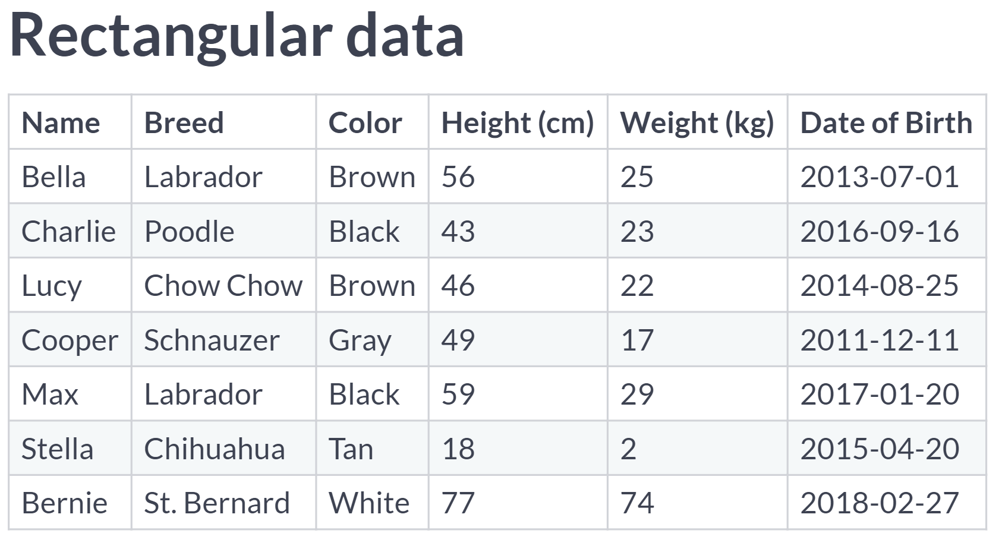 Rectangular data
Name Breed Color Height (cm) Weight (kg) Date of Birth
Bella Labrador Brown 56 25 2013-07-01
Charlie Poodle Black 43 23 2016-09-16
Lucy Chow Chow Brown 46 22 2014-08-25
Cooper Schnauzer Gray 49 17 2011-12-11
Max Labrador Black 59 29 2017-01-20
Stella Chihuahua Tan 18 2 2015-04-20
Bernie St. Bernard White 77 74 2018-02-27